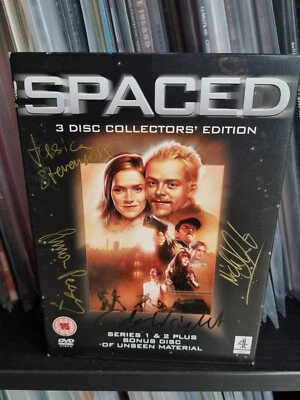 SPACED
3 DISC COLLECTORS' EDITION
Jessica
Stevenson
15
DVD
VIDEO
SERIES 1 & 2 PLUS
BONUS DISC
OF UNSEEN MATERIAL
4